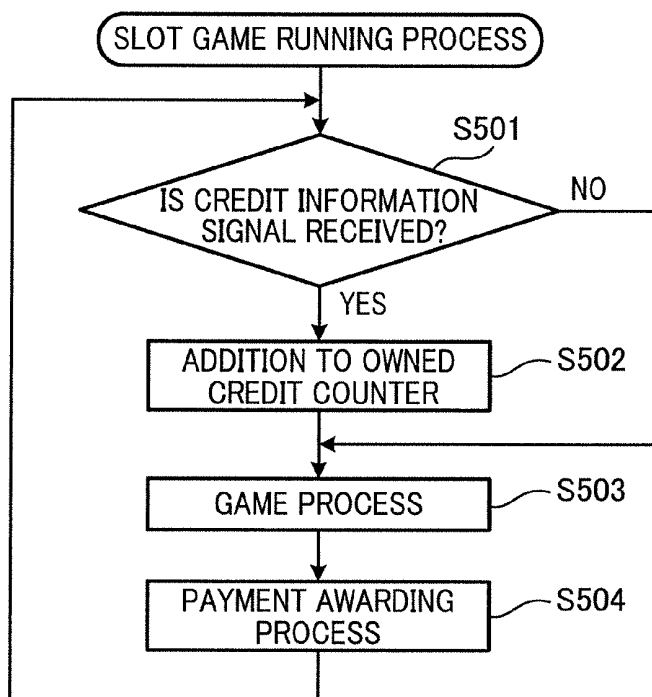 SLOT GAME RUNNING PROCESS
S501
IS CREDIT INFORMATION
SIGNAL RECEIVED?
NO
YES
ADDITION TO OWNED
CREDIT COUNTER
S502
GAME PROCESS
S503
PAYMENT AWARDING
PROCESS
S504